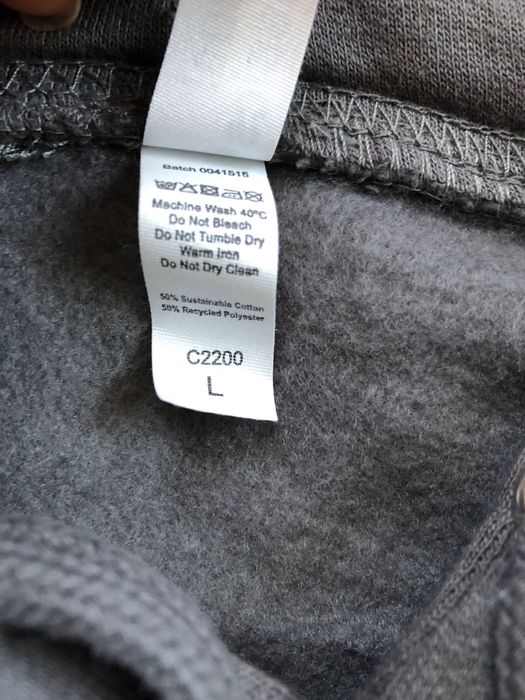 Batch 0041515
Machine Wash 40°C
Do Not Bleach
Do Not Tumble Dry
Warm Iron
Do Not Dry Clean
50% Sustainable Cotton
50% Recycled Polyester
C2200
L